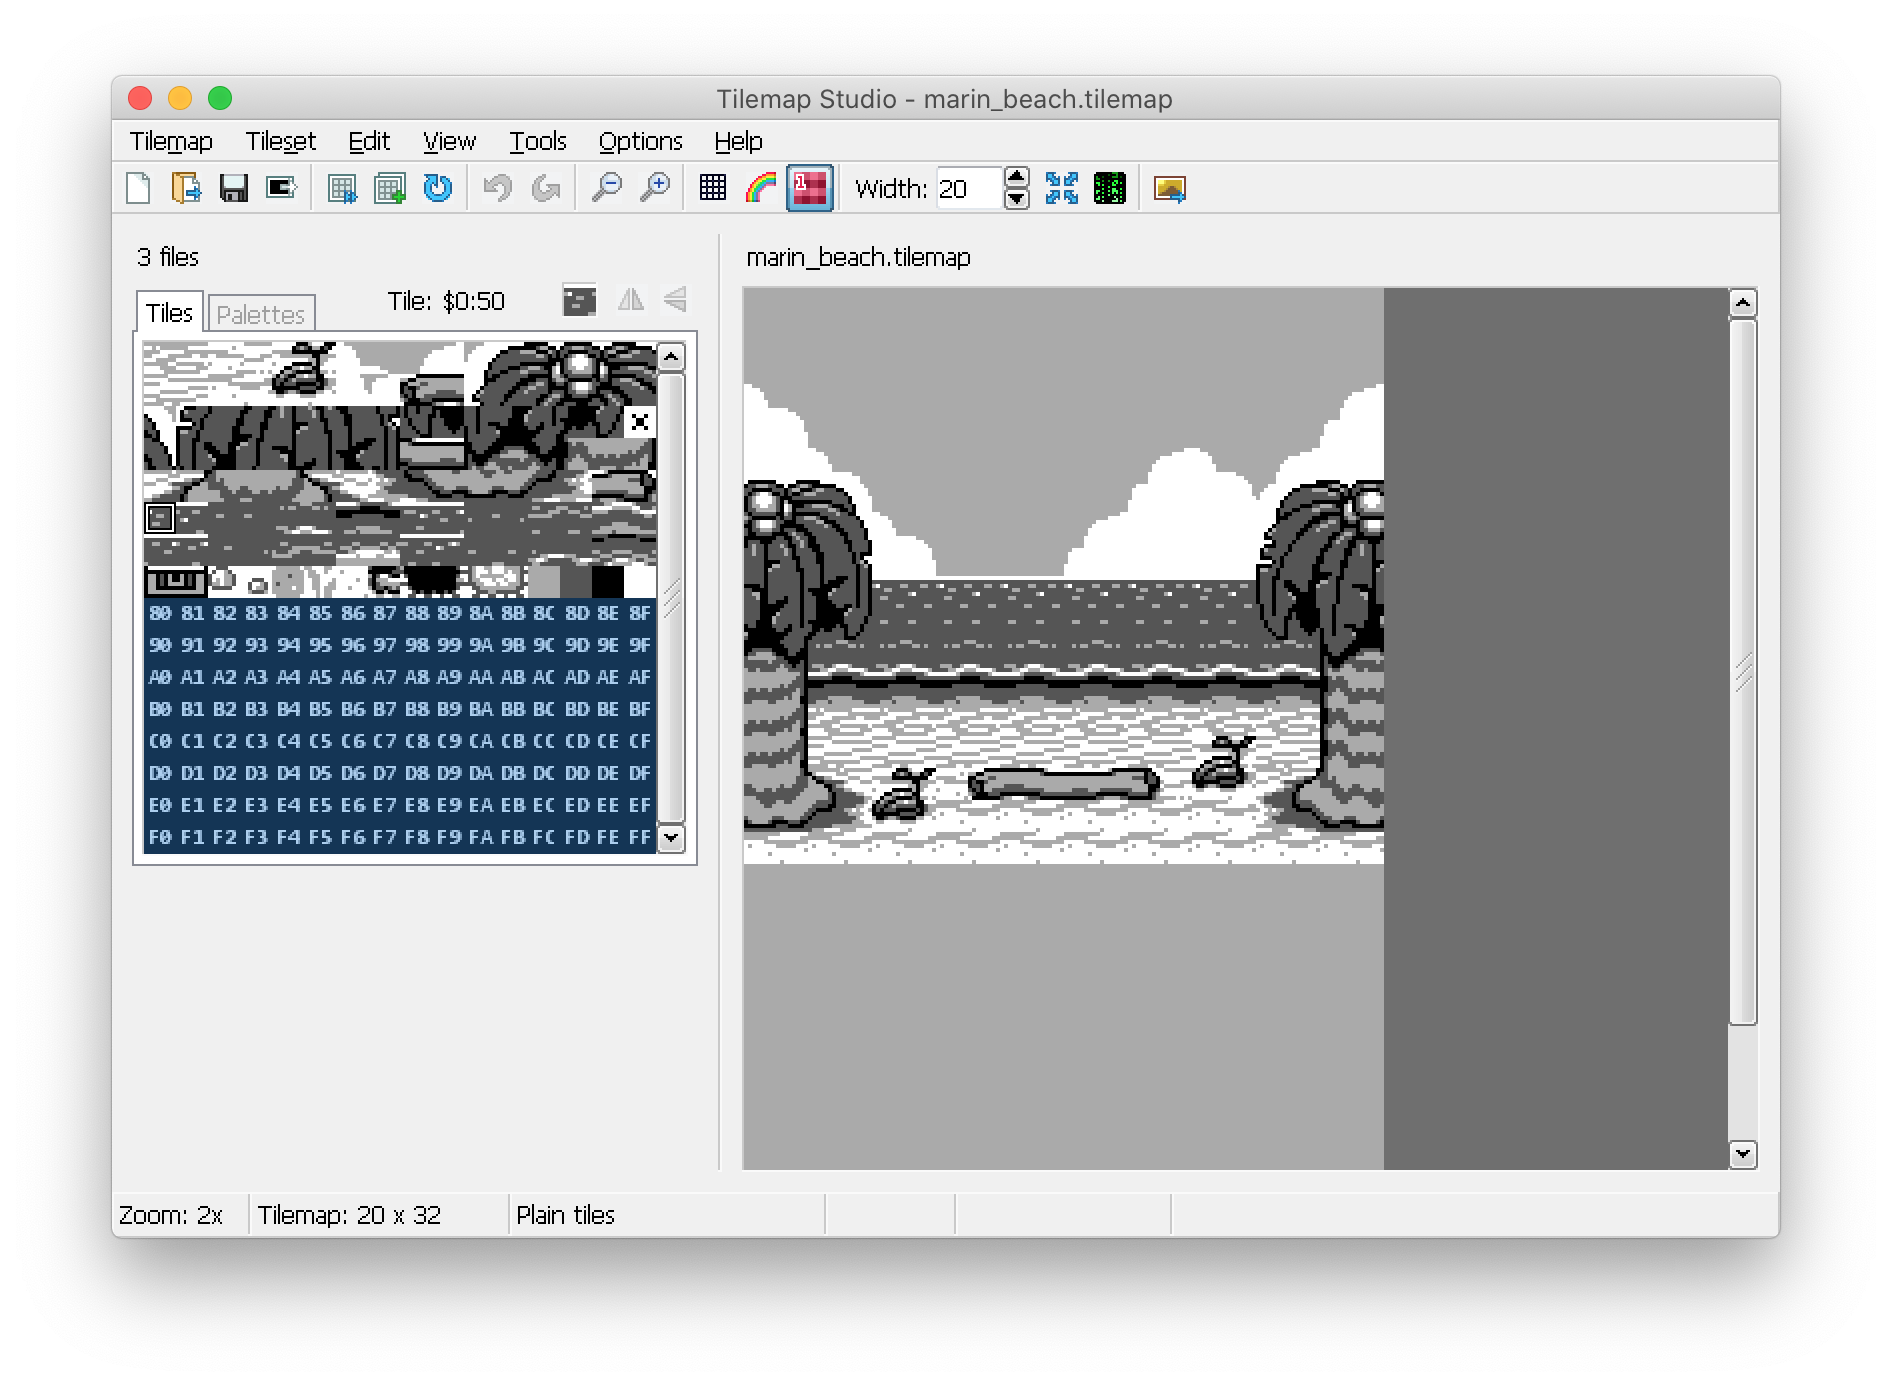 Tilemap Studio - marin_beach.tilemap
Tilemap Tileset Edit View Tools Options Help
1 Width: 20
3 files
marin_beach.tilemap
Tiles Palettes Tile: $0:50
80 81 82 83 84 85 86 87 88 89 8A 8B 8C 8D 8E 8F
90 91 92 93 94 95 96 97 98 99 9A 9B 9C 9D 9E 9F
A0 A1 A2 A3 A4 A5 A6 A7 A8 A9 AA AB AC AD AE AF
B0 B1 B2 B3 B4 B5 B6 B7 B8 B9 BA BB BC BD BE BF
C0 C1 C2 C3 C4 C5 C6 C7 C8 C9 CA CB CC CD CE CF
D0 D1 D2 D3 D4 D5 D6 D7 D8 D9 DA DB DC DD DE DF
E0 E1 E2 E3 E4 E5 E6 E7 E8 E9 EA EB EC ED EE EF
F0 F1 F2 F3 F4 F5 F6 F7 F8 F9 FA FB FC FD FE FF
Zoom: 2x Tilemap: 20 x 32 Plain tiles